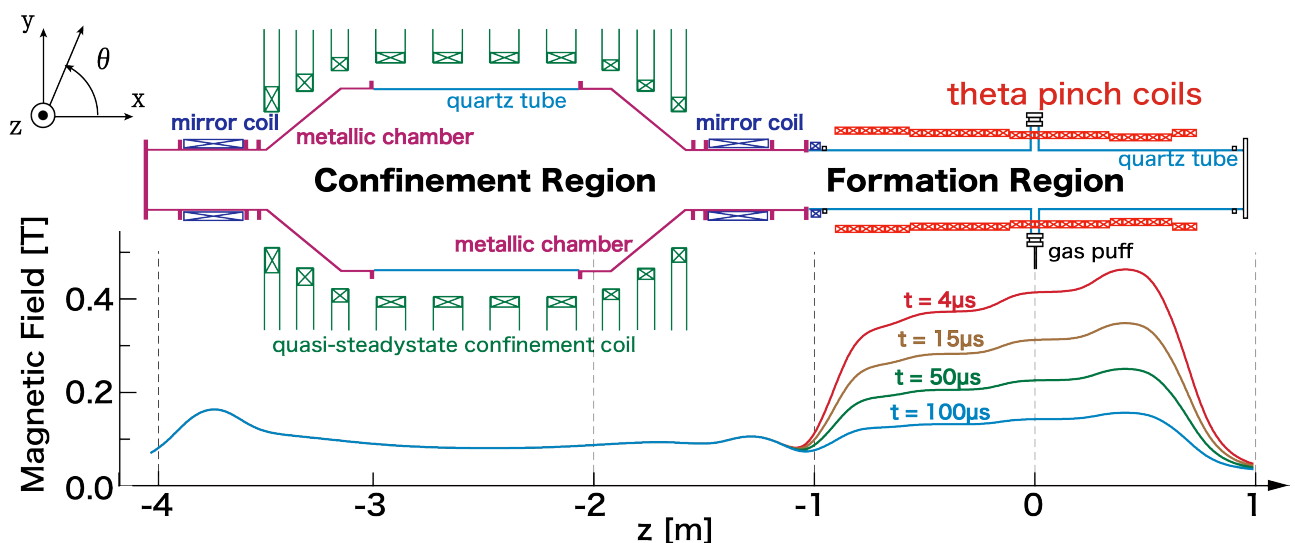 y
θ
x
z
quartz tube
theta pinch coils
mirror coil
metallic chamber
mirror coil
quartz tube
Confinement Region
Formation Region
metallic chamber
gas puff
quasi-steadystate confinement coil
t = 4µs
t = 15µs
t = 50µs
t = 100µs
Magnetic Field [T]
0.4
0.2
0.0
-4
-3
-2
-1
0
1
z [m]